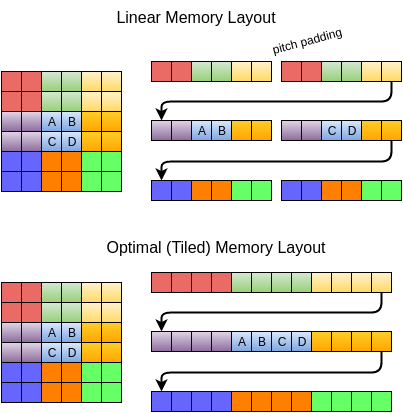 Linear Memory Layout
pitch padding
A B
C D
A B
C D
Optimal (Tiled) Memory Layout
A B
C D
A B C D